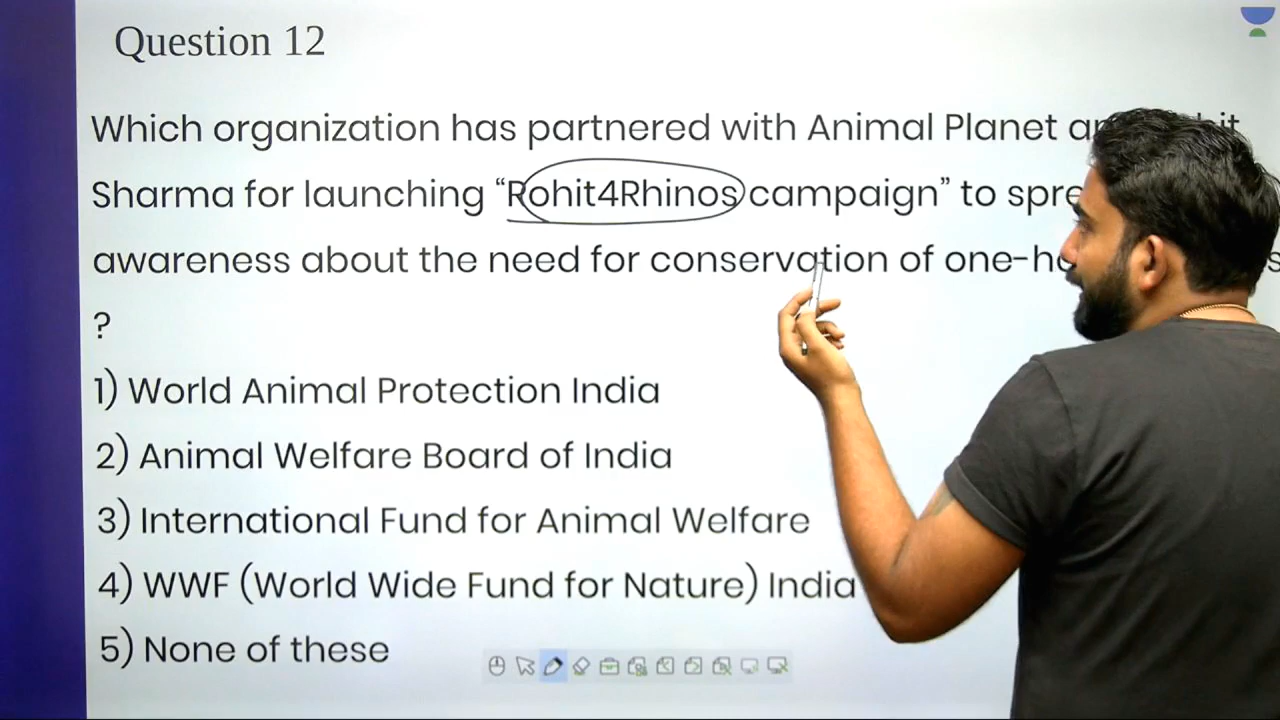 Question 12
Which organization has partnered with Animal Planet
Sharma for launching “Rohit4Rhinos campaign” to
awareness about the need for conservation of
?
1) World Animal Protection India
2) Animal Welfare Board of India
3) International Fund for Animal Welfare
4) WWF (World Wide Fund for Nature) India
5) None of these